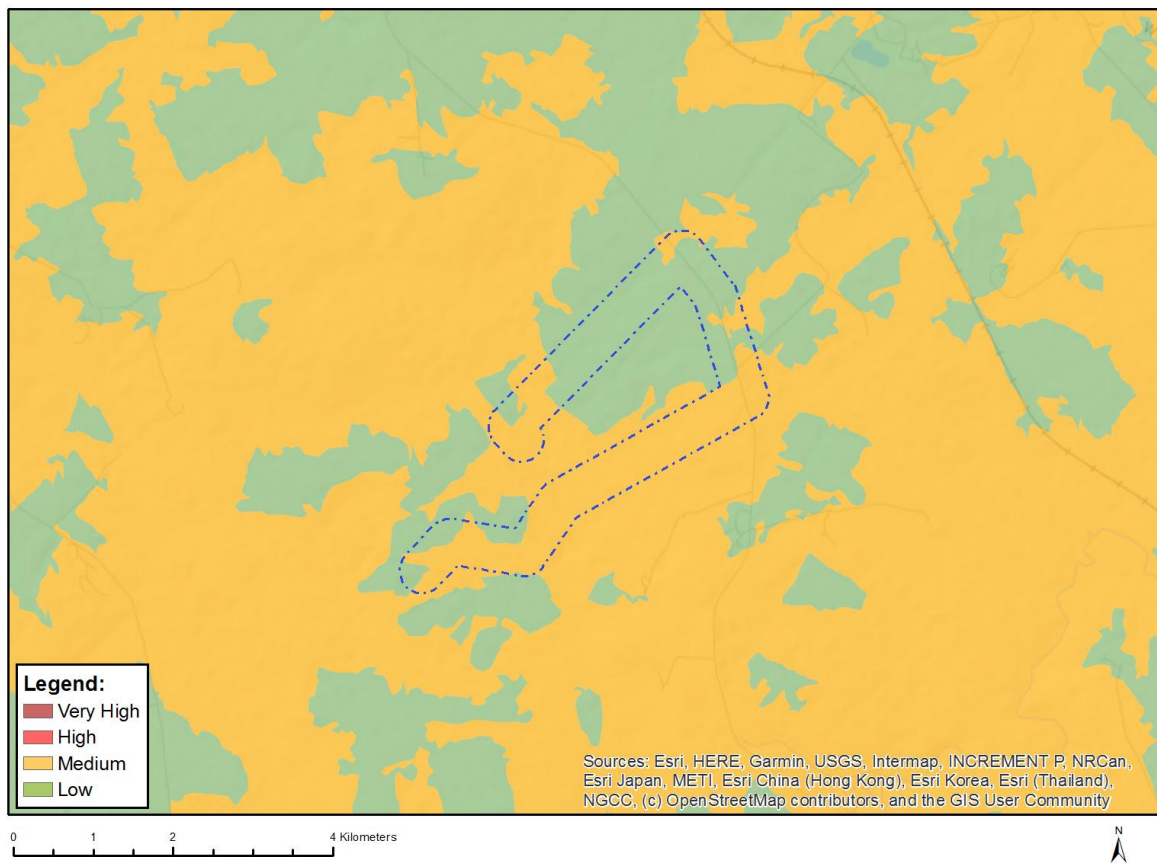 Legend:
Very High
High
Medium
Low
Sources: Esri, HERE, Garmin, USGS, Intermap, INCREMENT P, NRCan,
Esri Japan, METI, Esri China (Hong Kong), Esri Korea, Esri (Thailand),
NGCC, (c) OpenStreetMap contributors, and the GIS User Community
0 1 2 4 Kilometers
N